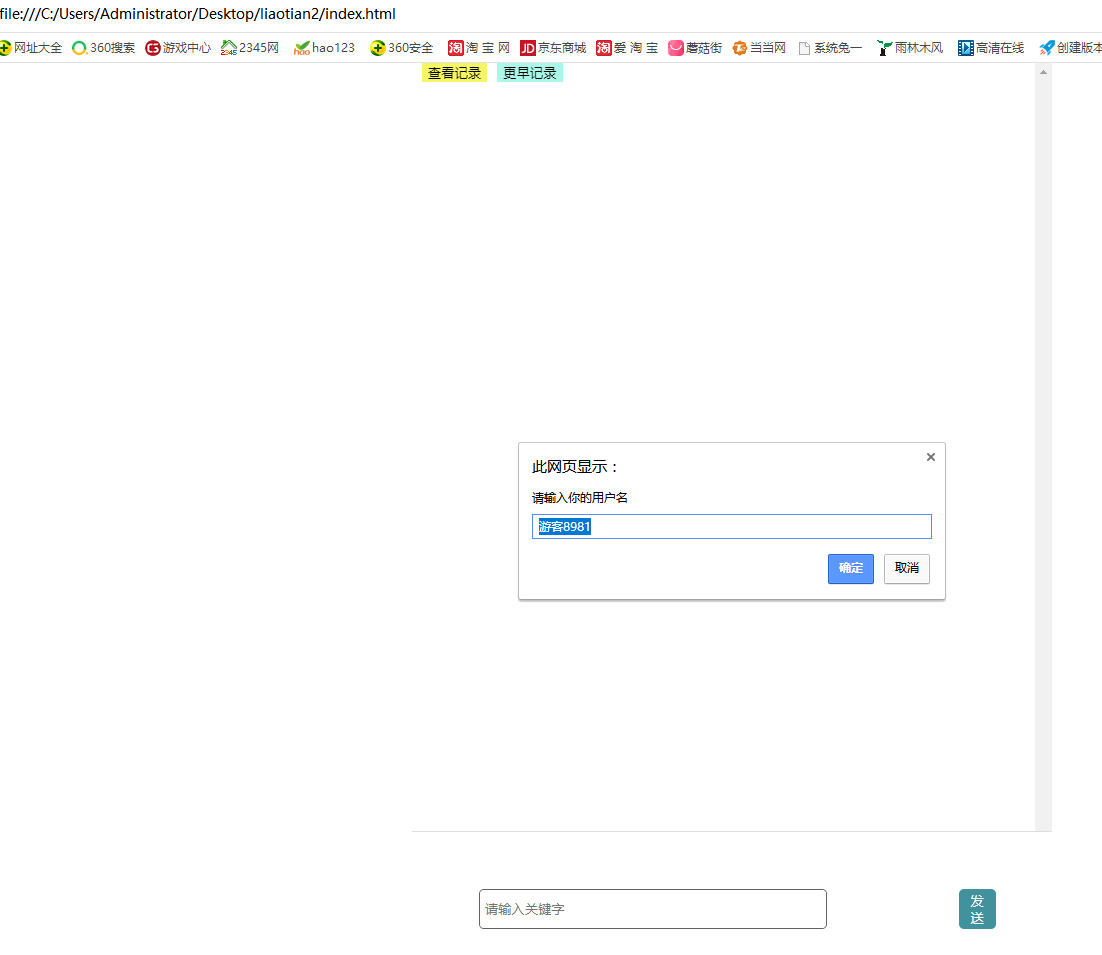 file:///C:/Users/Administrator/Desktop/liaotian2/index.html
网址大全 360搜索 游戏中心 2345网 hao123 360安全 淘 宝 网 京东商城 爱 淘 宝 蘑菇街 当当网 系统兔一 雨林木风 高清在线 创建版本
查看记录 更早记录
此网页显示：
请输入你的用户名
游客8981
确定 取消
请输入关键字
发
送